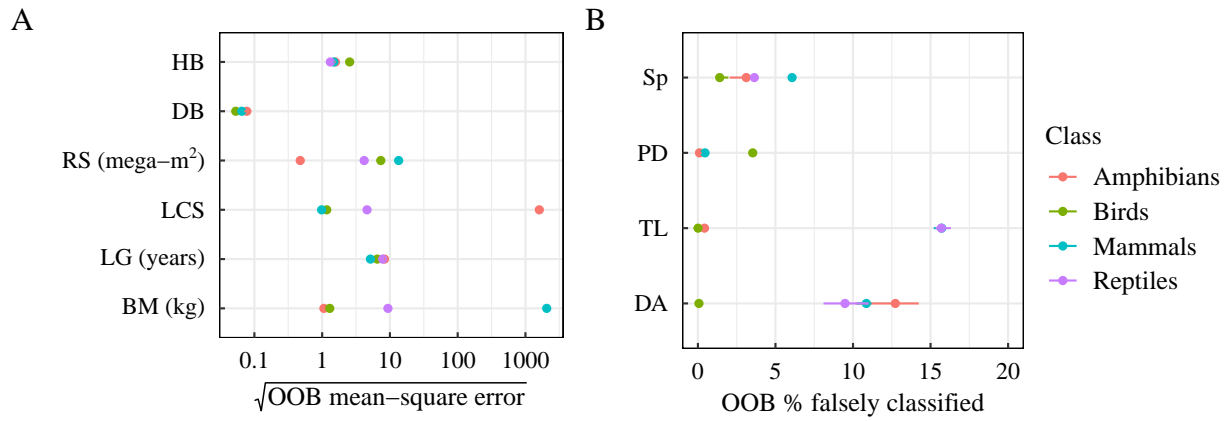 A
HB
DB
RS (mega−m²)
LCS
LG (years)
BM (kg)
0.1 1 10 100 1000
√OOB mean−square error
B
Sp
PD
TL
DA
0 5 10 15 20
OOB % falsely classified
Class
Amphibians
Birds
Mammals
Reptiles